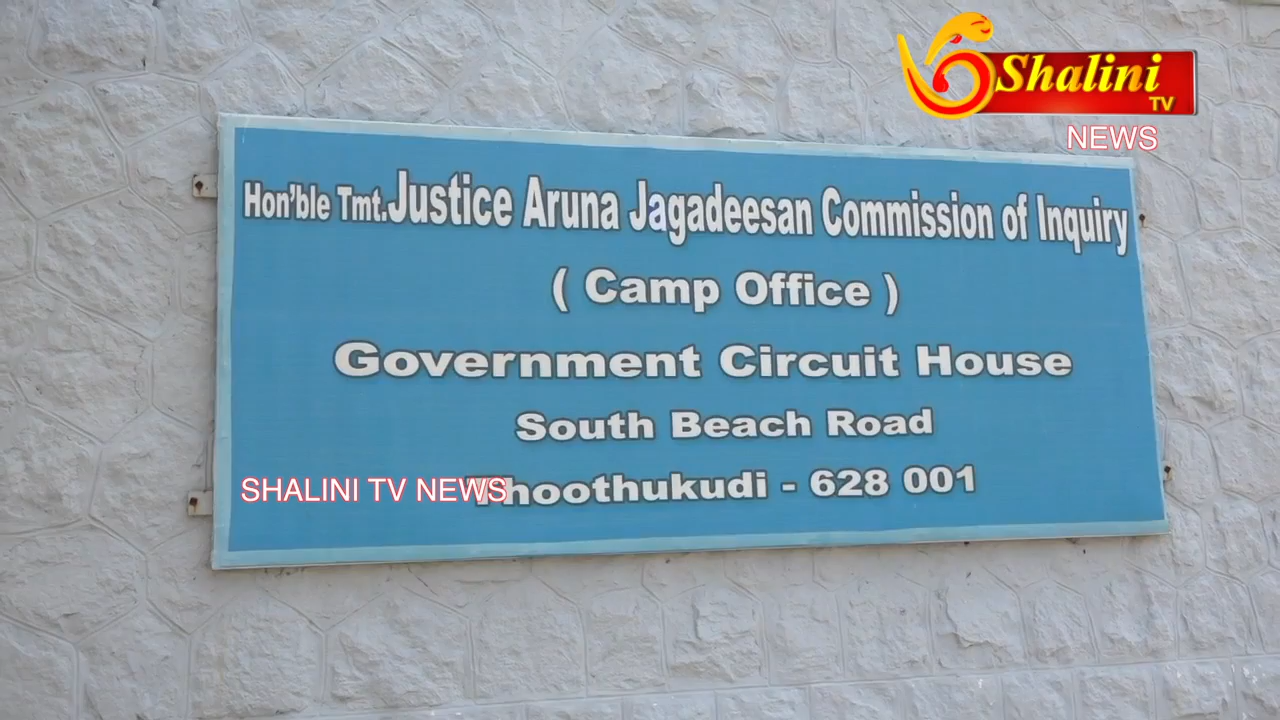 Shalini
TV
NEWS
Hon'ble Tmt.Justice Aruna Jagadeesan Commission of Inquiry
( Camp Office )
Government Circuit House
South Beach Road
SHALINI TV NEWS
- 628 001